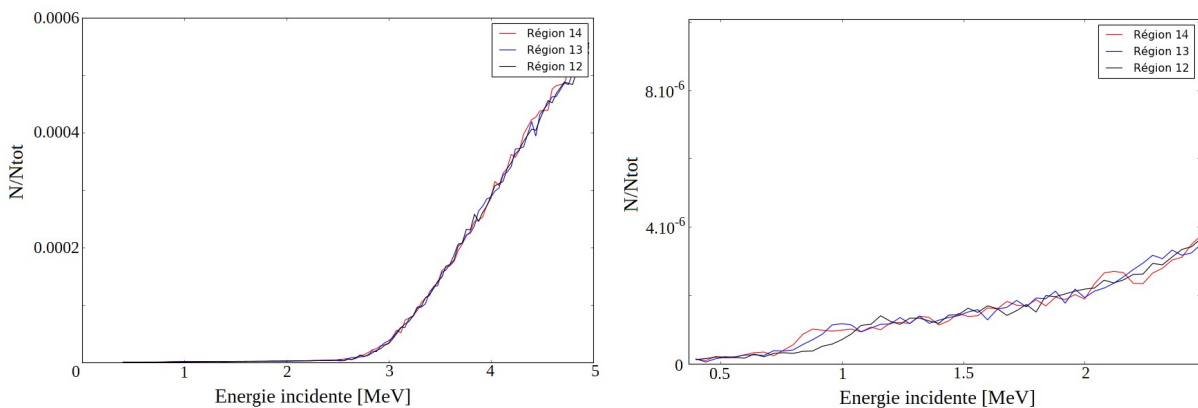 0.0006
0.0004
0.0002
0
N/Ntot
Région 14
Région 13
Région 12
0
1
2
3
4
5
Energie incidente [MeV]
8.10-6
4.10-6
0
N/Ntot
Région 14
Région 13
Région 12
0.5
1
1.5
2
Energie incidente [MeV]